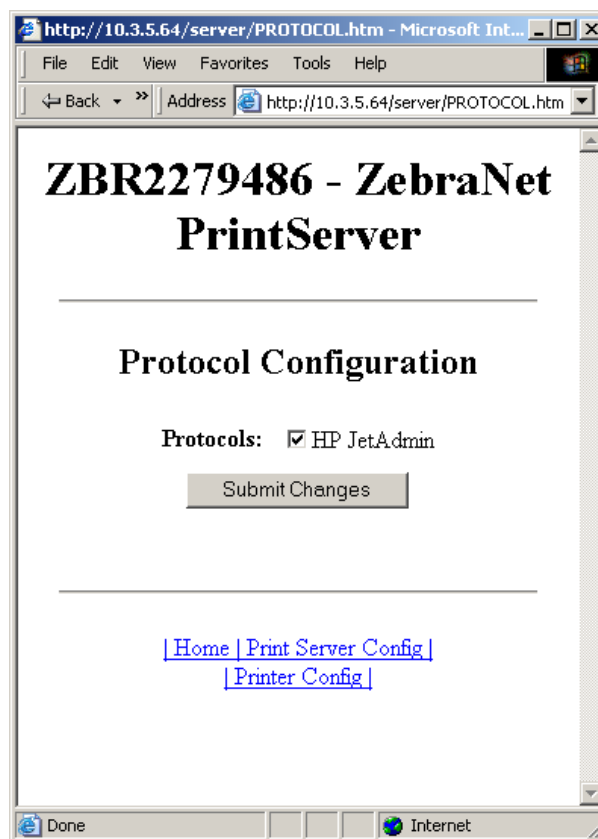 http://10.3.5.64/server/PROTOCOL.htm - Microsoft Int...
File Edit View Favorites Tools Help
Back » Address http://10.3.5.64/server/PROTOCOL.htm
ZBR2279486 - ZebraNet
PrintServer
Protocol Configuration
Protocols: HP JetAdmin
Submit Changes
| Home | Print Server Config |
| Printer Config |
Done Internet